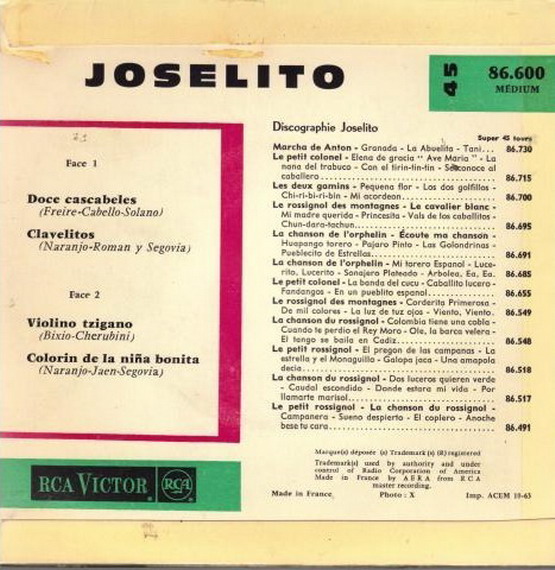 JOSELITO
45
86.600
MÉDIUM
Face 1
Doce cascabeles
(Freire-Cabello-Solano)
Clavelitos
(Naranjo-Roman y Segovia)
Face 2
Violino tzigano
(Bixio-Cherubini)
Colorin de la niña bonita
(Naranjo-Jaen-Segovia)
RCA VICTOR
RCA
Discographie Joselito
Super 45 tours
Marcha de Anton - Granada - La Abuelita - Tani... 86.730
Le petit colonel - Elena de gracia " Ave Maria " - La
nana del trabuco - Con el tirin-tin-tin - Se conoce al
caballero 86.715
Les deux gamins - Pequena flor - Los dos golfillos -
Chi-ri-bi-ri-bin - Mi acordeon 86.700
Le rossignol des montagnes - Le cavalier blanc -
Mi madre querida - Princesita - Vals de los caballitos -
Chun-dara-tachun 86.695
La chanson de l'orphelin - Écoute ma chanson -
Huapango torero - Pajaro Pinto - Las Golondrinas -
Pueblecito de Estrellas 86.691
La chanson de l'orphelin - Mi torero Espanol - Luce-
rito, Lucerito - Sonajero Plateado - Arbolea, Ea, Ea. 86.685
Le petit colonel - La banda del cucu - Caballito lucero -
Fandangos - En un pueblito espanol 86.655
Le rossignol des montagnes - Corderita Primerosa -
De mil colores - La luz de tuz ojos - Viento, Viento. 86.549
La chanson du rossignol - Colombia tiene una cabla -
Cuando te perdio el Rey Moro - Ole, la barca velera -
El tango se baila en Cadiz 86.548
Le petit rossignol - El pregon de las campanas - La
estrella y el Monaguillo - Galopa jaca - Una amapola
decia 86.518
La chanson du rossignol - Dos luceros quieren verde
- Caudal escondido - Donde estara mi vida - Por
llamarte marisol 86.517
Le petit rossignol - La chanson du rossignol -
Campanera - Sueno despierto - El coplero - Anoche
bese tu cara 86.491
Marque(s) déposée (s) Trademark (s) (R) registered
Trademark(s) used by authority and under
control of Radio Corporation of America
Made in France by AERA from RCA
master recording.
Made in France Photo : X Imp. ACEM 10-63